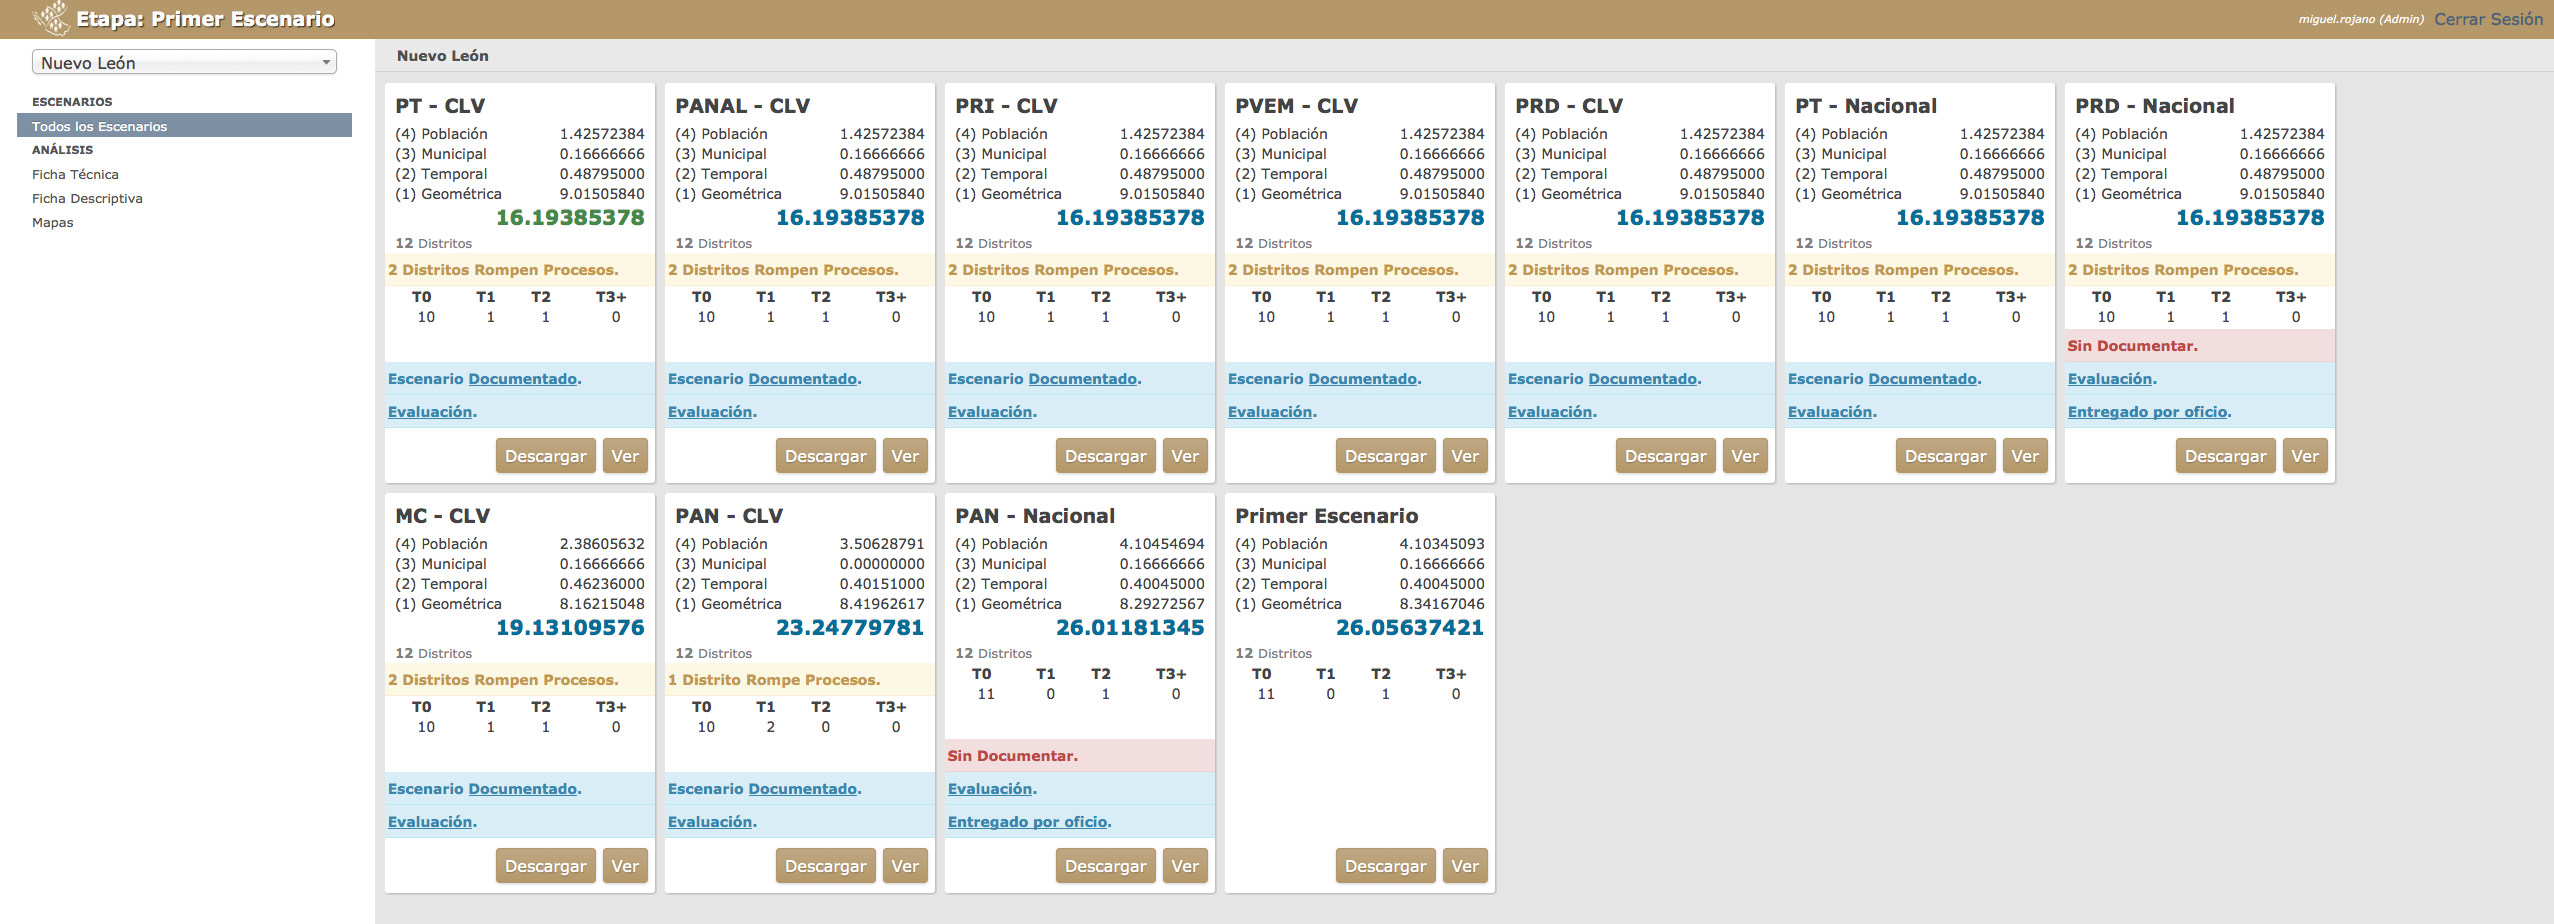 Etapa: Primer Escenario
miguel.rojano (Admin) Cerrar Sesión
Nuevo León
ESCENARIOS
Todos los Escenarios
ANÁLISIS
Ficha Técnica
Ficha Descriptiva
Mapas
Nuevo León
PT - CLV
(4) Población 1.42572384
(3) Municipal 0.16666666
(2) Temporal 0.48795000
(1) Geométrica 9.01505840
16.19385378
12 Distritos
2 Distritos Rompen Procesos.
T0 T1 T2 T3+
10 1 1 0
Escenario Documentado.
Evaluación.
Descargar Ver
PANAL - CLV
(4) Población 1.42572384
(3) Municipal 0.16666666
(2) Temporal 0.48795000
(1) Geométrica 9.01505840
16.19385378
12 Distritos
2 Distritos Rompen Procesos.
T0 T1 T2 T3+
10 1 1 0
Escenario Documentado.
Evaluación.
Descargar Ver
PRI - CLV
(4) Población 1.42572384
(3) Municipal 0.16666666
(2) Temporal 0.48795000
(1) Geométrica 9.01505840
16.19385378
12 Distritos
2 Distritos Rompen Procesos.
T0 T1 T2 T3+
10 1 1 0
Escenario Documentado.
Evaluación.
Descargar Ver
PVEM - CLV
(4) Población 1.42572384
(3) Municipal 0.16666666
(2) Temporal 0.48795000
(1) Geométrica 9.01505840
16.19385378
12 Distritos
2 Distritos Rompen Procesos.
T0 T1 T2 T3+
10 1 1 0
Escenario Documentado.
Evaluación.
Descargar Ver
PRD - CLV
(4) Población 1.42572384
(3) Municipal 0.16666666
(2) Temporal 0.48795000
(1) Geométrica 9.01505840
16.19385378
12 Distritos
2 Distritos Rompen Procesos.
T0 T1 T2 T3+
10 1 1 0
Escenario Documentado.
Evaluación.
Descargar Ver
PT - Nacional
(4) Población 1.42572384
(3) Municipal 0.16666666
(2) Temporal 0.48795000
(1) Geométrica 9.01505840
16.19385378
12 Distritos
2 Distritos Rompen Procesos.
T0 T1 T2 T3+
10 1 1 0
Escenario Documentado.
Evaluación.
Descargar Ver
PRD - Nacional
(4) Población 1.42572384
(3) Municipal 0.16666666
(2) Temporal 0.48795000
(1) Geométrica 9.01505840
16.19385378
12 Distritos
2 Distritos Rompen Procesos.
T0 T1 T2 T3+
10 1 1 0
Sin Documentar.
Evaluación.
Entregado por oficio.
Descargar Ver
MC - CLV
(4) Población 2.38605632
(3) Municipal 0.16666666
(2) Temporal 0.46236000
(1) Geométrica 8.16215048
19.13109576
12 Distritos
2 Distritos Rompen Procesos.
T0 T1 T2 T3+
10 1 1 0
Escenario Documentado.
Evaluación.
Descargar Ver
PAN - CLV
(4) Población 3.50628791
(3) Municipal 0.00000000
(2) Temporal 0.40151000
(1) Geométrica 8.41962617
23.24779781
12 Distritos
1 Distrito Rompe Procesos.
T0 T1 T2 T3+
10 2 0 0
Escenario Documentado.
Evaluación.
Descargar Ver
PAN - Nacional
(4) Población 4.10454694
(3) Municipal 0.16666666
(2) Temporal 0.40045000
(1) Geométrica 8.29272567
26.01181345
12 Distritos
T0 T1 T2 T3+
11 0 1 0
Sin Documentar.
Evaluación.
Entregado por oficio.
Descargar Ver
Primer Escenario
(4) Población 4.10345093
(3) Municipal 0.16666666
(2) Temporal 0.40045000
(1) Geométrica 8.34167046
26.05637421
12 Distritos
T0 T1 T2 T3+
11 0 1 0
Descargar Ver